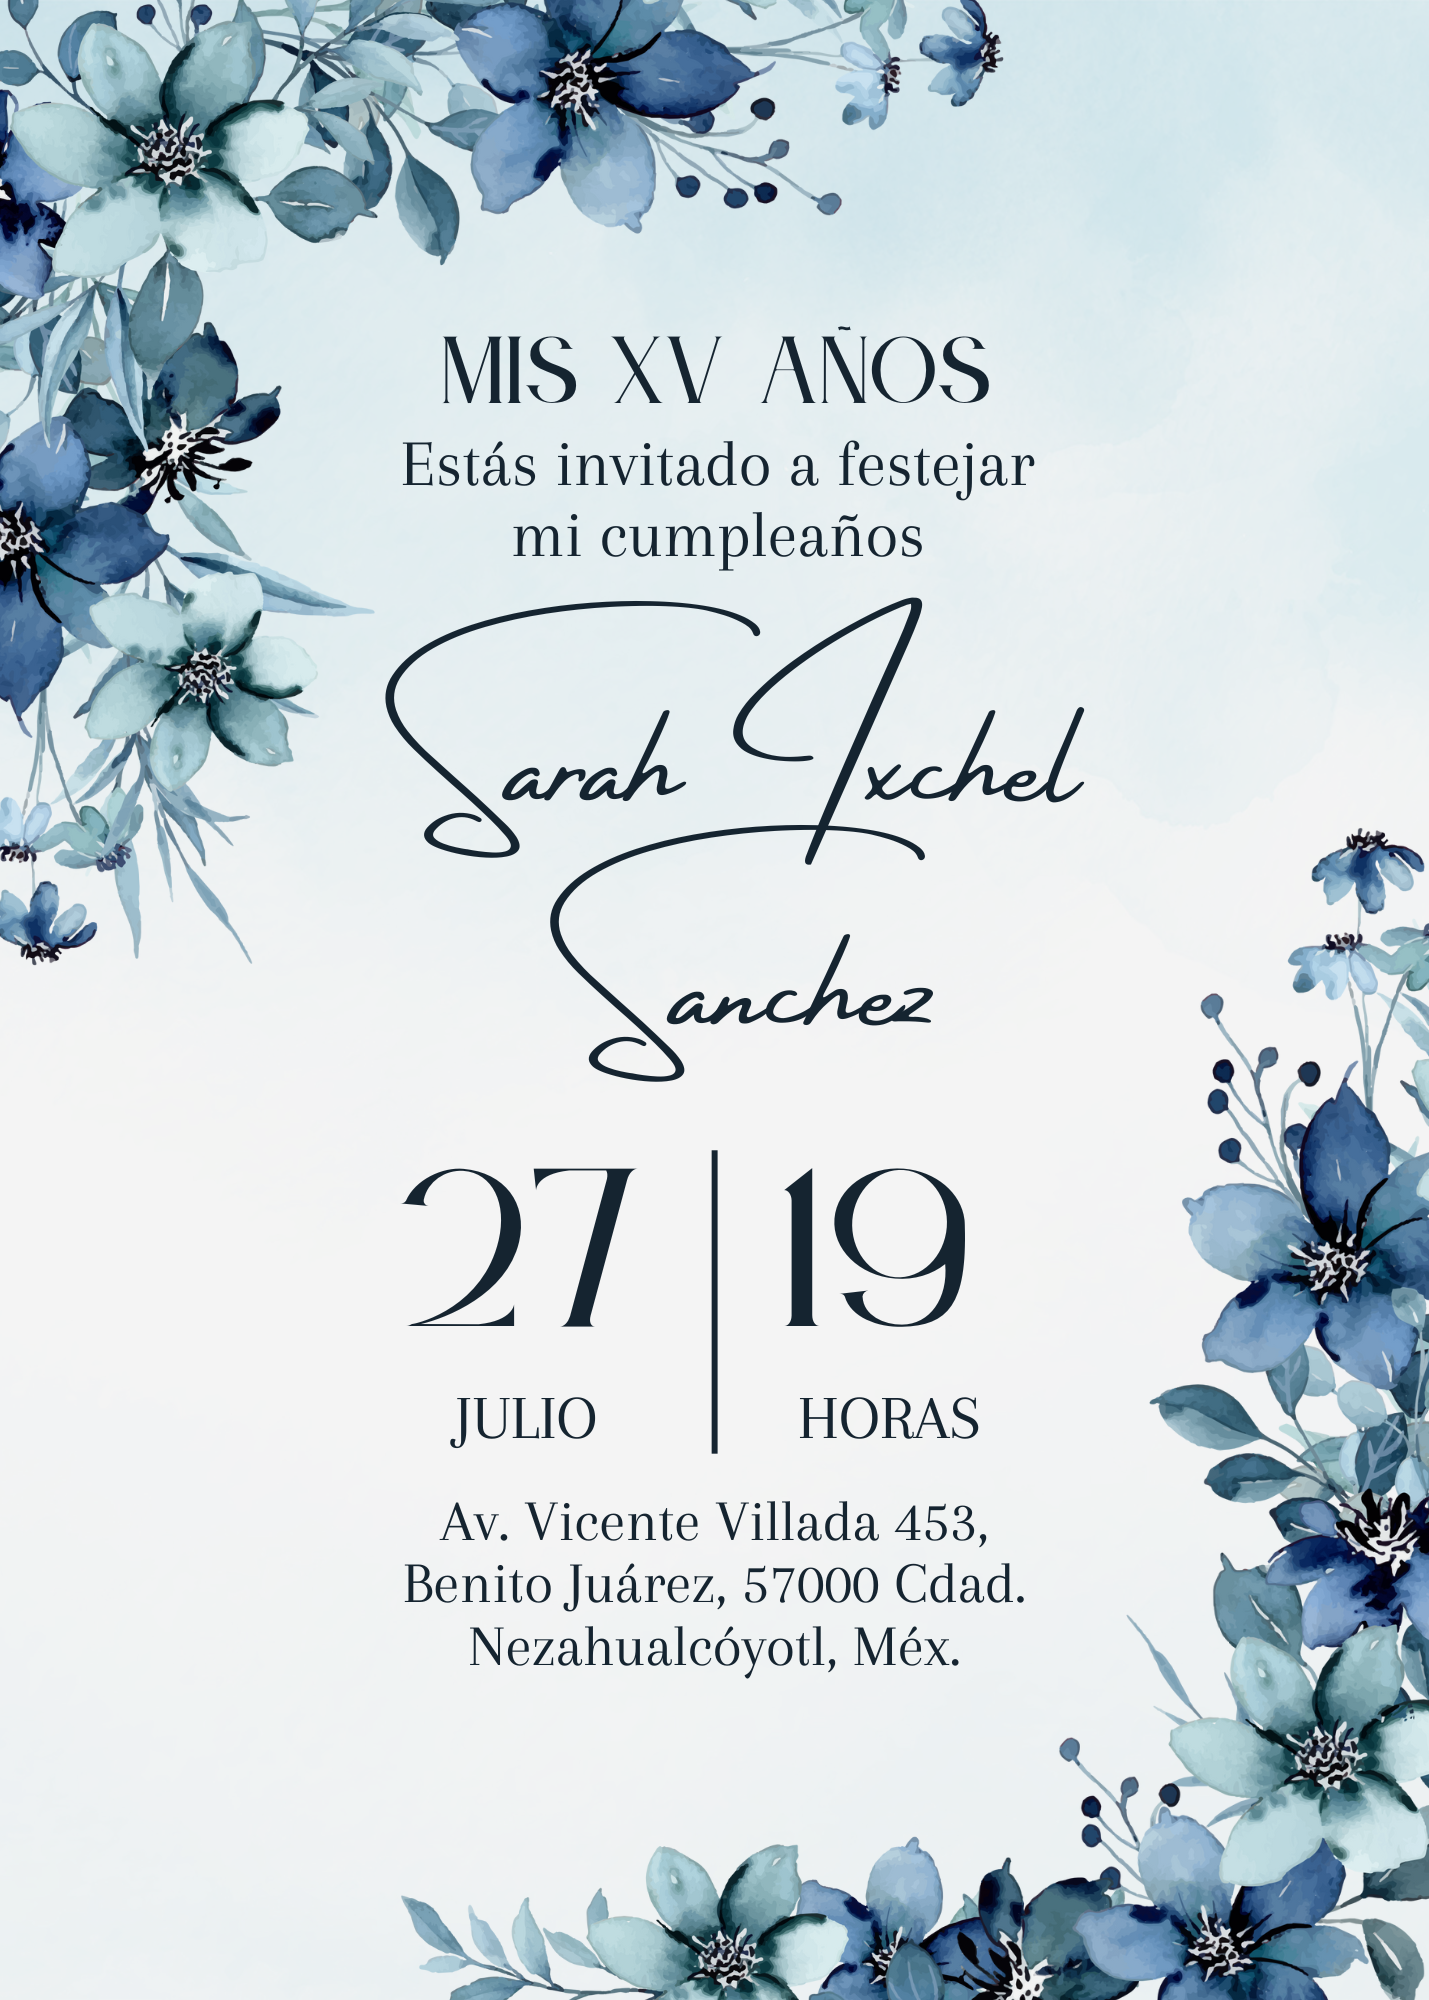 MIS XV AÑOS
Estás invitado a festejar
mi cumpleaños
Sarah Ixchel
Sanchez
27 | 19
JULIO HORAS
Av. Vicente Villada 453,
Benito Juárez, 57000 Cdad.
Nezahualcóyotl, Méx.